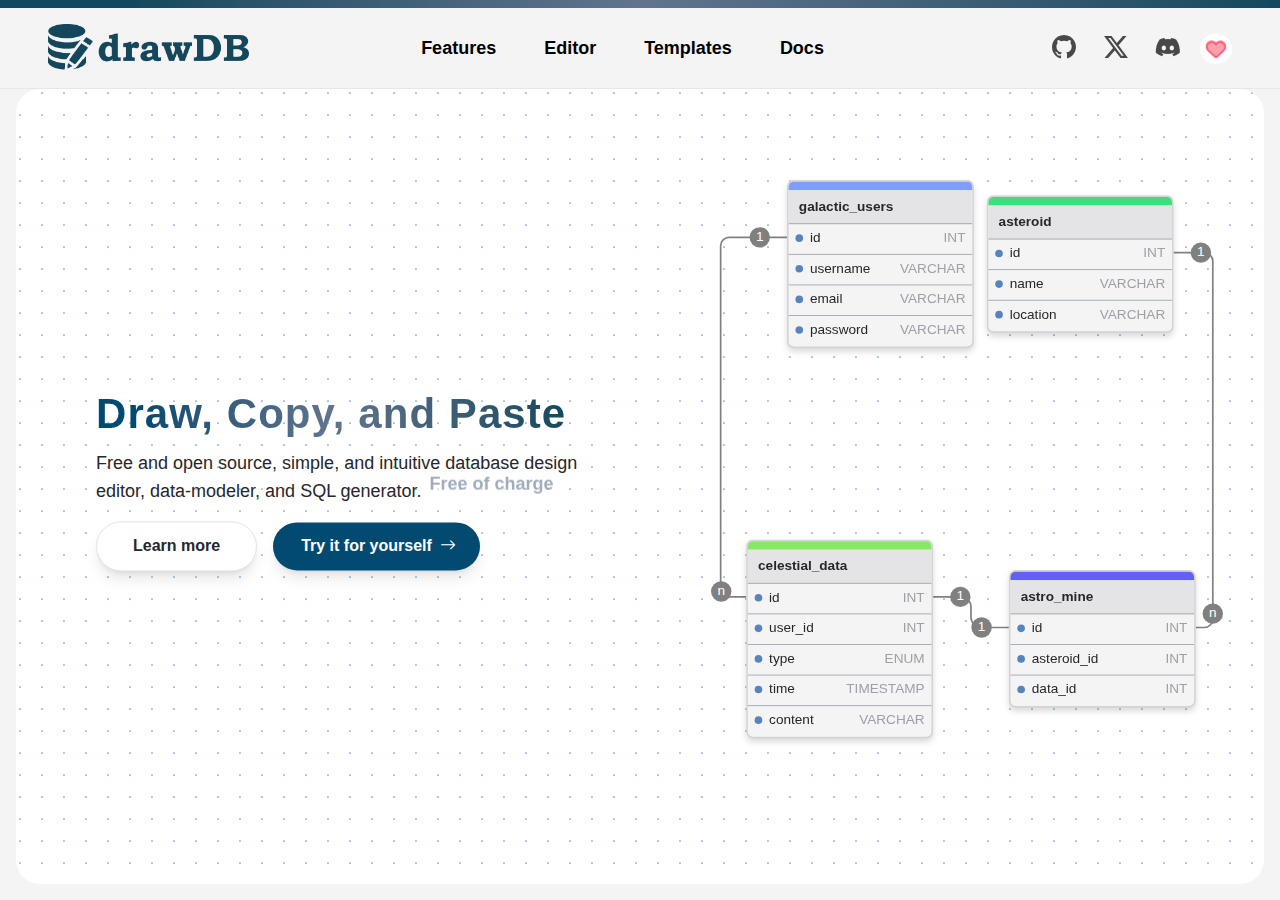 drawDB
Features
Editor
Templates
Docs
Draw, Copy, and Paste
Free and open source, simple, and intuitive database design
editor, data-modeler, and SQL generator. Free of charge
Learn more
Try it for yourself
galactic_users
id INT
username VARCHAR
email VARCHAR
password VARCHAR
asteroid
id INT
name VARCHAR
location VARCHAR
1
1
celestial_data
id INT
user_id INT
type ENUM
time TIMESTAMP
content VARCHAR
astro_mine
id INT
asteroid_id INT
data_id INT
n
1
1
n